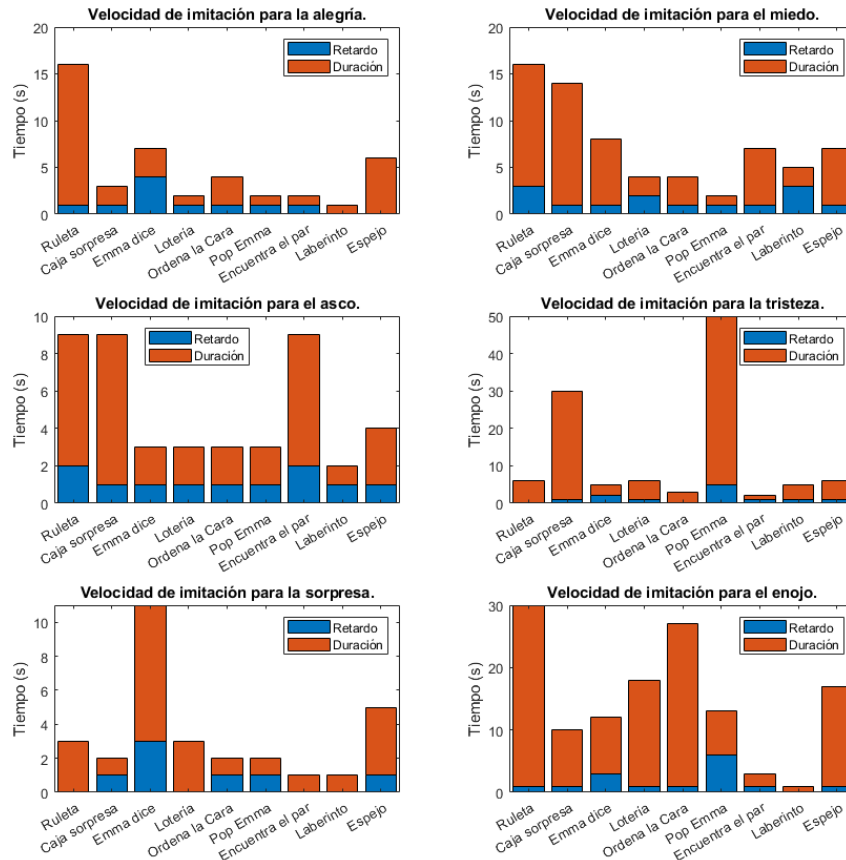 Velocidad de imitación para la alegría.
Tiempo (s)
20
15
10
5
0
Retardo
Duración
Ruleta
Caja sorpresa
Emma dice
Lotería
Ordena la Cara
Pop Emma
Encuentra el par
Laberinto
Espejo
Velocidad de imitación para el miedo.
Tiempo (s)
20
15
10
5
0
Retardo
Duración
Ruleta
Caja sorpresa
Emma dice
Lotería
Ordena la Cara
Pop Emma
Encuentra el par
Laberinto
Espejo
Velocidad de imitación para el asco.
Tiempo (s)
10
8
6
4
2
0
Retardo
Duración
Ruleta
Caja sorpresa
Emma dice
Lotería
Ordena la Cara
Pop Emma
Encuentra el par
Laberinto
Espejo
Velocidad de imitación para la tristeza.
Tiempo (s)
50
40
30
20
10
0
Retardo
Duración
Ruleta
Caja sorpresa
Emma dice
Lotería
Ordena la Cara
Pop Emma
Encuentra el par
Laberinto
Espejo
Velocidad de imitación para la sorpresa.
Tiempo (s)
10
8
6
4
2
0
Retardo
Duración
Ruleta
Caja sorpresa
Emma dice
Lotería
Ordena la Cara
Pop Emma
Encuentra el par
Laberinto
Espejo
Velocidad de imitación para el enojo.
Tiempo (s)
30
20
10
0
Retardo
Duración
Ruleta
Caja sorpresa
Emma dice
Lotería
Ordena la Cara
Pop Emma
Encuentra el par
Laberinto
Espejo